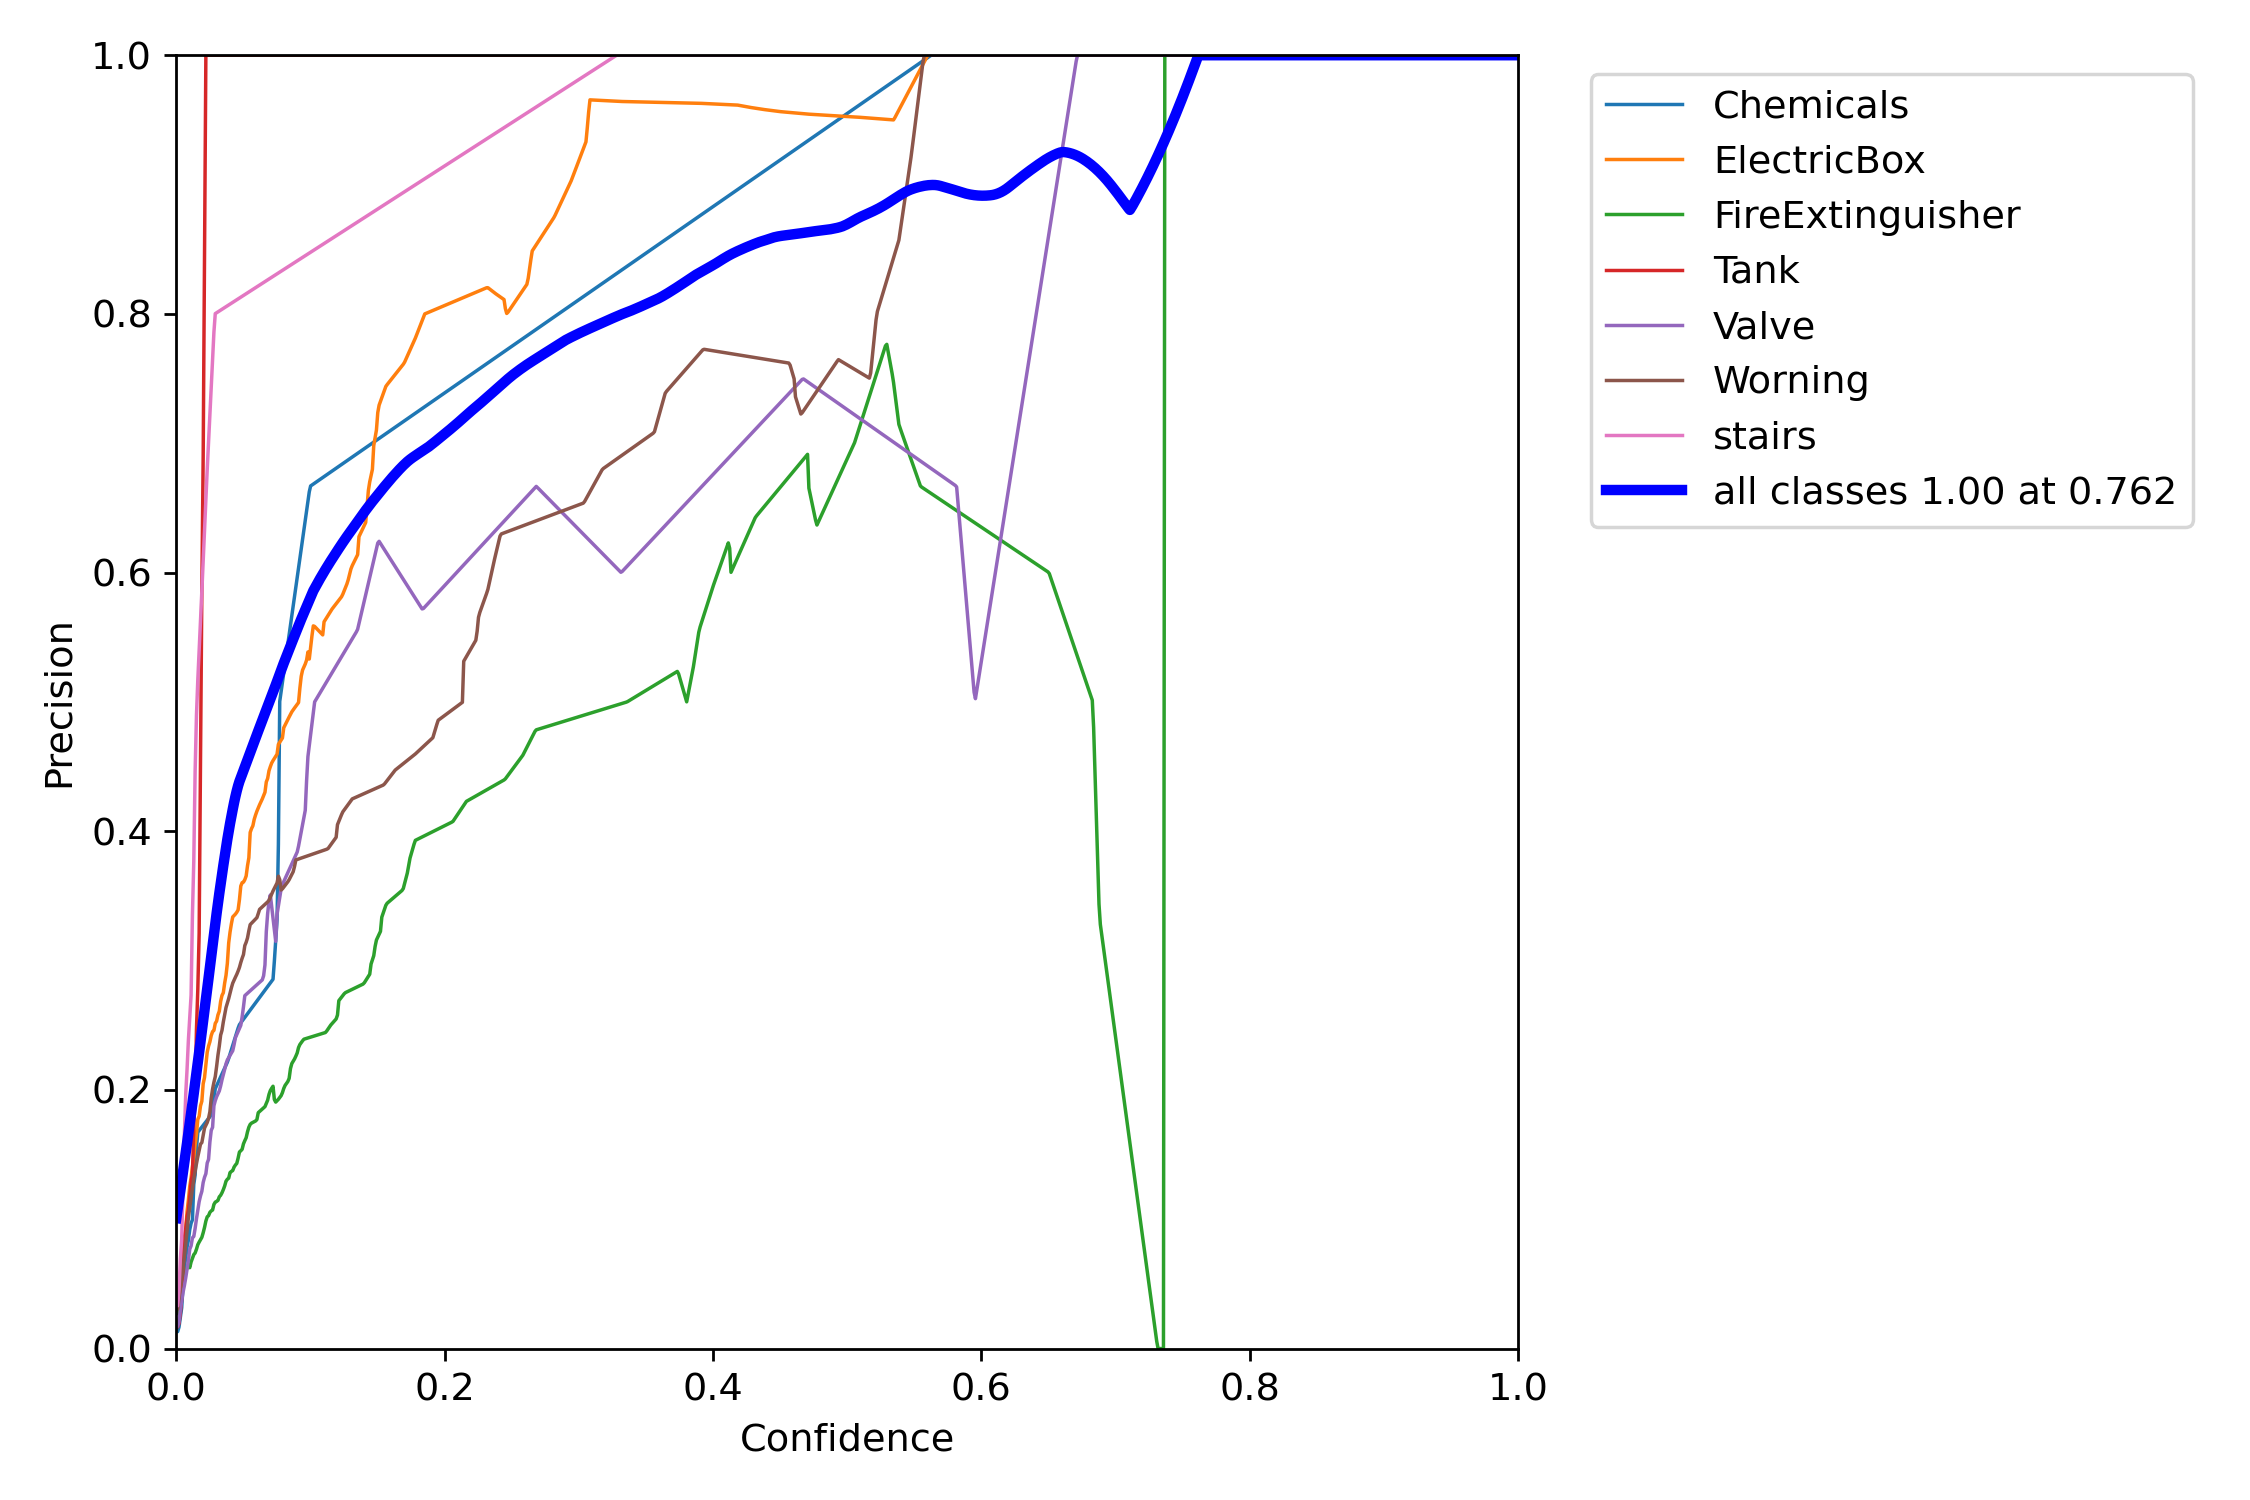 1.0
0.8
0.6
0.4
0.2
0.0
Precision
0.0 0.2 0.4 0.6 0.8 1.0
Confidence
Chemicals
ElectricBox
FireExtinguisher
Tank
Valve
Worning
stairs
all classes 1.00 at 0.762